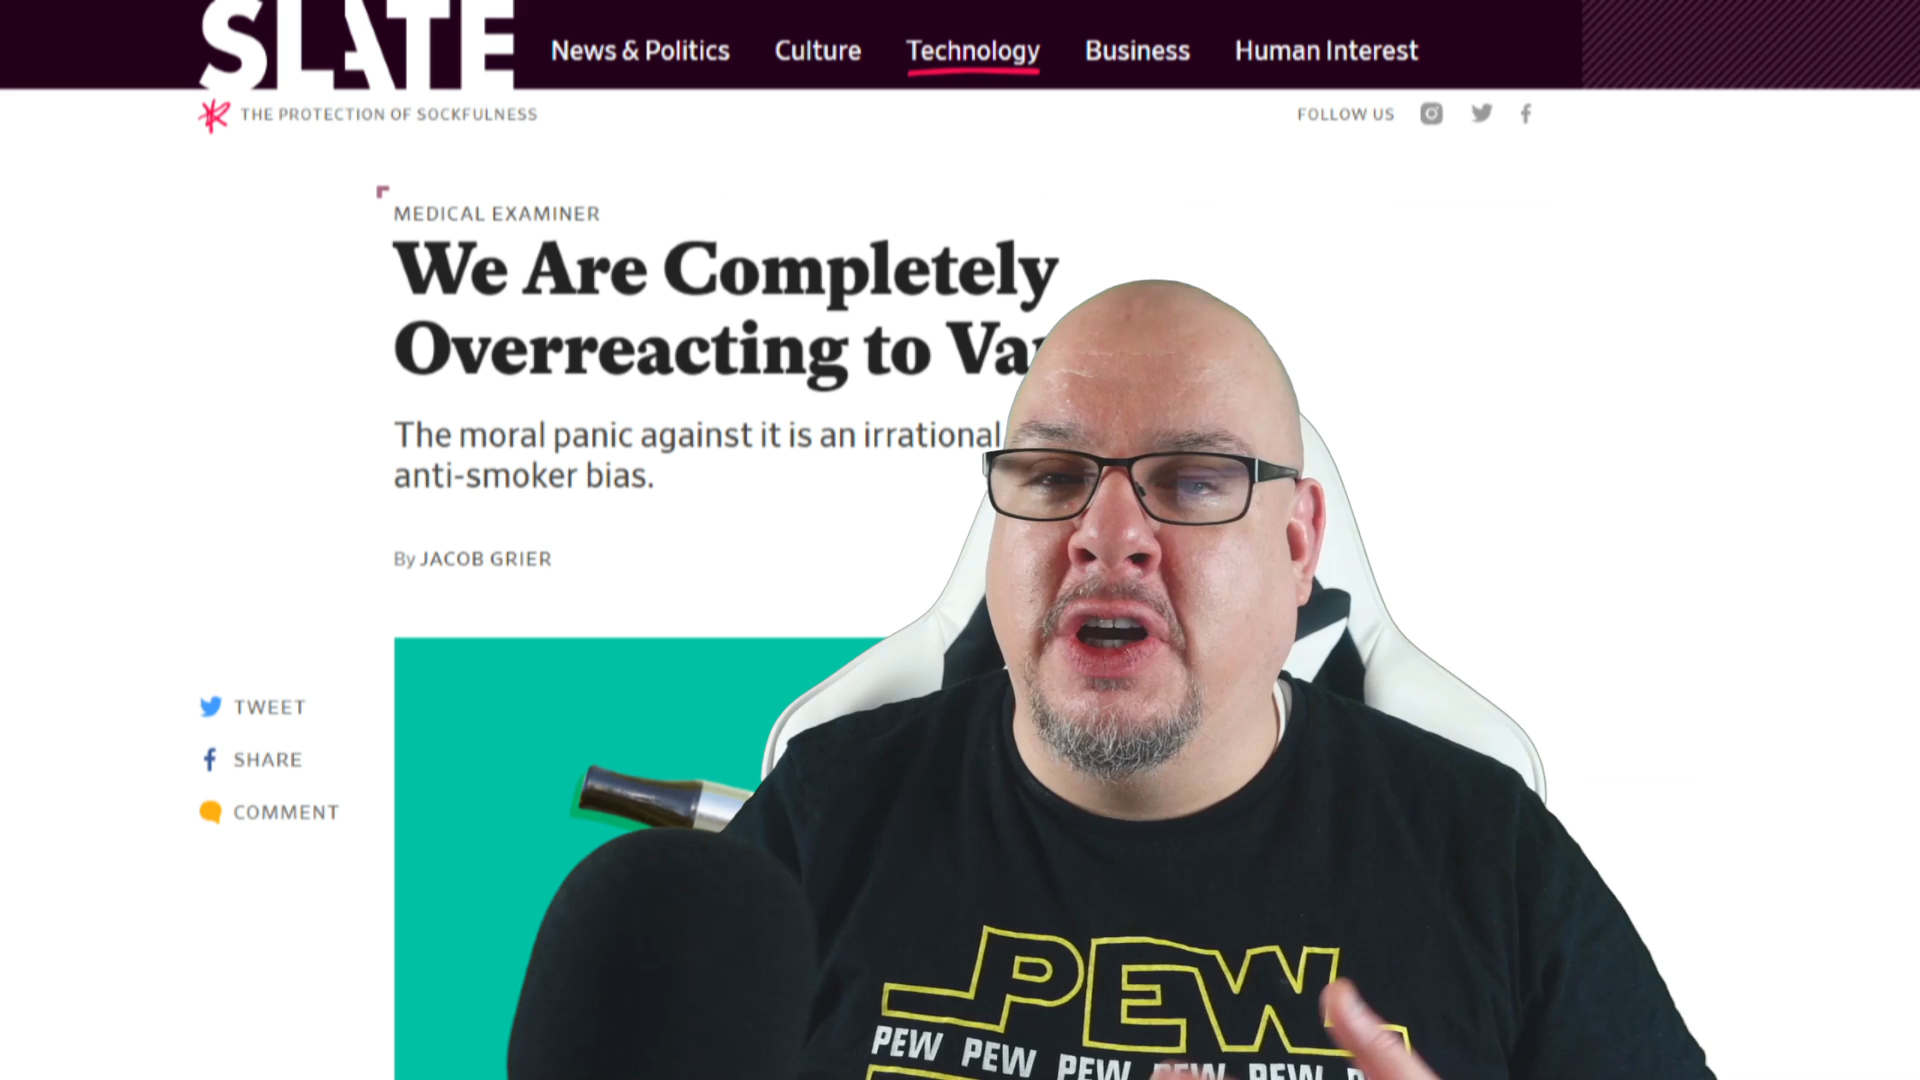 SLATE
News & Politics Culture Technology Business Human Interest
THE PROTECTION OF SOCKFULNESS
FOLLOW US
MEDICAL EXAMINER
We Are Completely
Overreacting to
The moral panic against it is an irrational
anti-smoker bias.
By JACOB GRIER
TWEET
SHARE
COMMENT
PEW
PEW PEW PEW PEW PEW